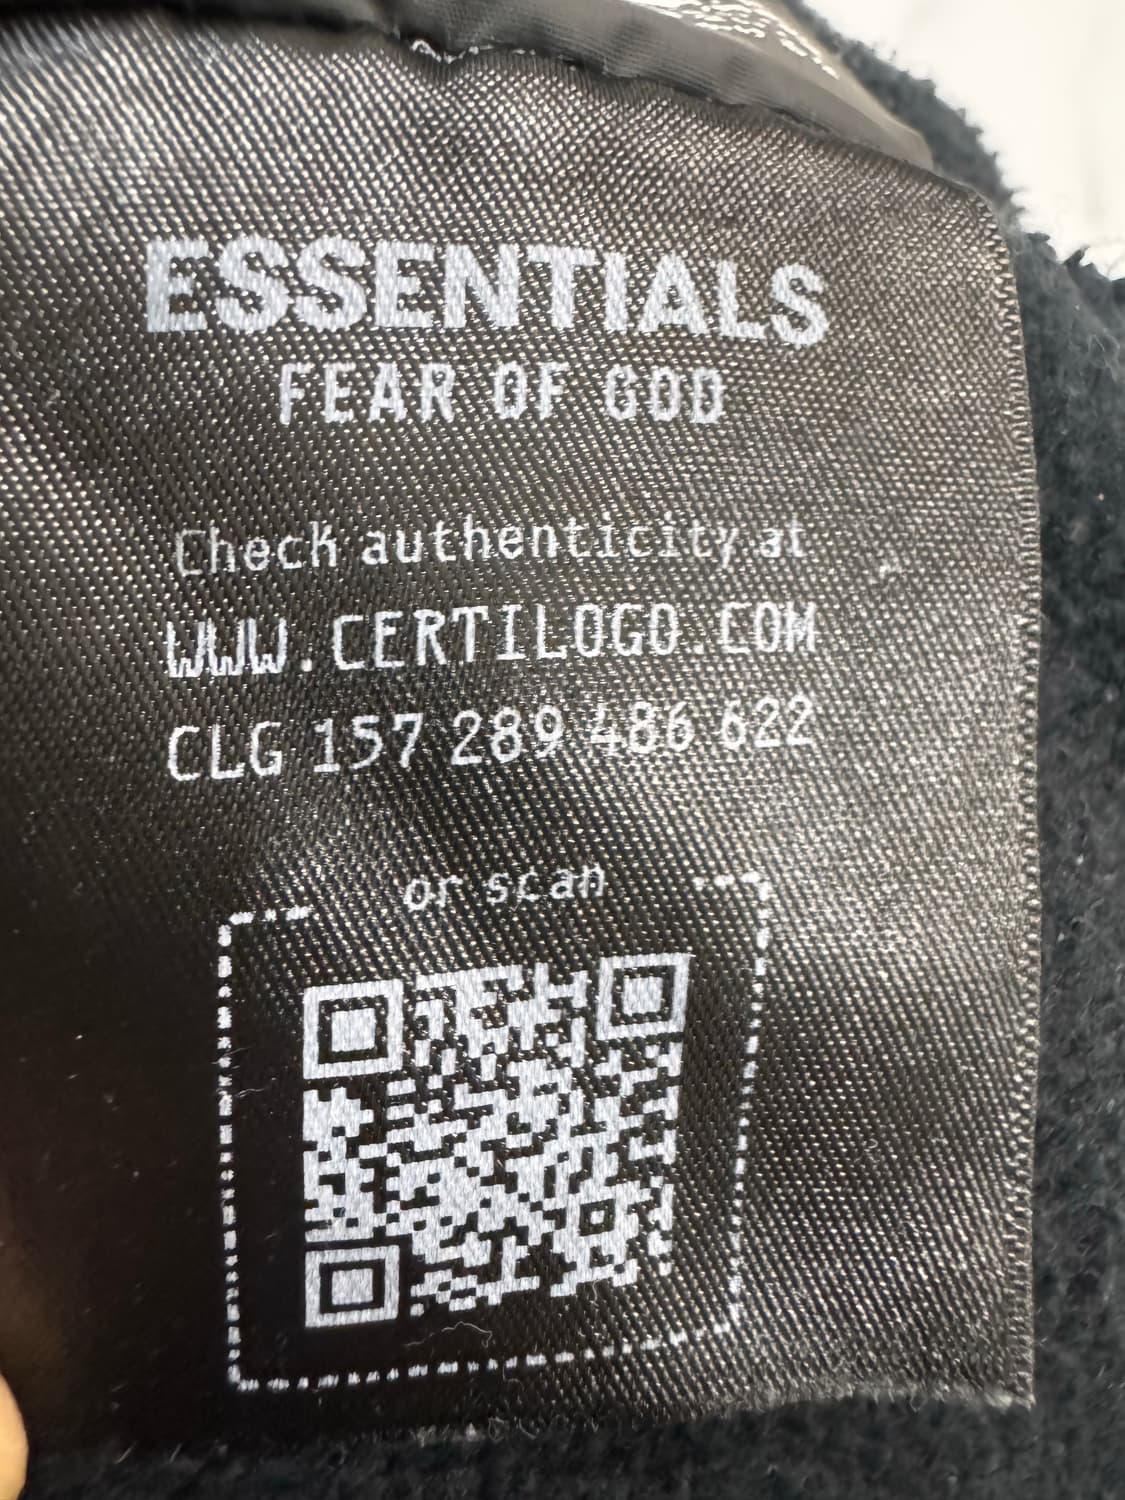 ESSENTIALS
FEAR OF GOD
Check authenticity at
WWW.CERTILOGO.COM
CLG 157 289 486 622
or scan